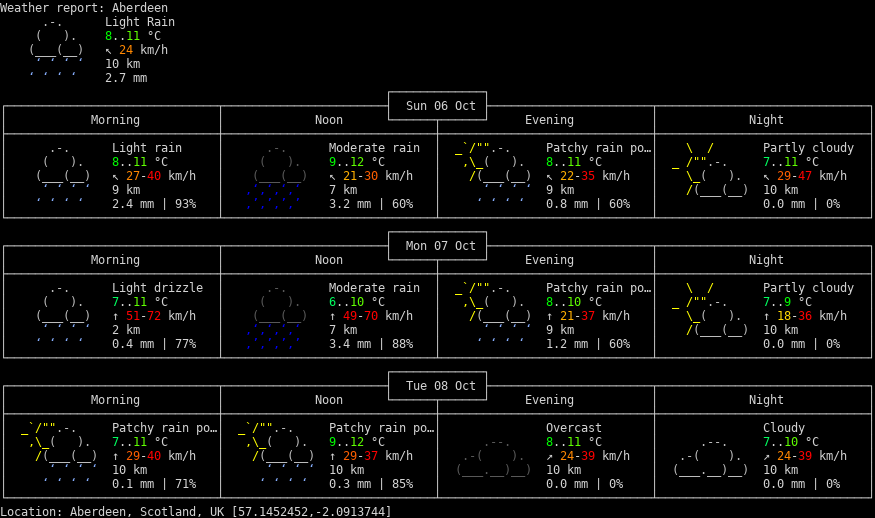 Weather report: Aberdeen
Light Rain
8..11 °C
↖ 24 km/h
10 km
2.7 mm
Sun 06 Oct
Morning Noon Evening Night
Light rain Moderate rain Patchy rain po… Partly cloudy
8..11 °C 9..12 °C 8..11 °C 7..11 °C
↖ 27-40 km/h ↖ 21-30 km/h ↖ 22-35 km/h ↖ 29-47 km/h
9 km 7 km 9 km 10 km
2.4 mm | 93% 3.2 mm | 60% 0.8 mm | 60% 0.0 mm | 0%
Mon 07 Oct
Morning Noon Evening Night
Light drizzle Moderate rain Patchy rain po… Partly cloudy
7..11 °C 6..10 °C 8..10 °C 7..9 °C
↑ 51-72 km/h ↑ 49-70 km/h ↑ 21-37 km/h ↑ 18-36 km/h
2 km 7 km 9 km 10 km
0.4 mm | 77% 3.4 mm | 88% 1.2 mm | 60% 0.0 mm | 0%
Tue 08 Oct
Morning Noon Evening Night
Patchy rain po… Patchy rain po… Overcast Cloudy
7..11 °C 9..12 °C 8..11 °C 7..10 °C
↑ 29-40 km/h ↑ 29-37 km/h ↗ 24-39 km/h ↗ 24-39 km/h
10 km 10 km 10 km 10 km
0.1 mm | 71% 0.3 mm | 85% 0.0 mm | 0% 0.0 mm | 0%
Location: Aberdeen, Scotland, UK [57.1452452,-2.0913744]